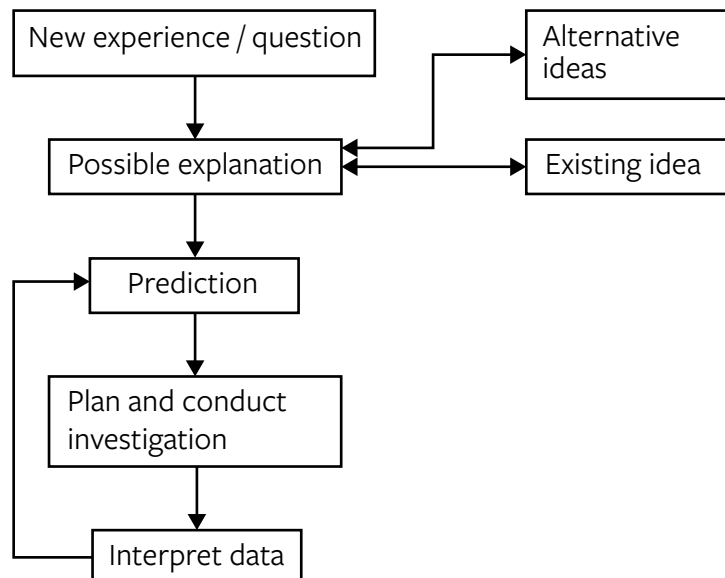 New experience / question
Alternative
ideas
Possible explanation
Existing idea
Prediction
Plan and conduct
investigation
Interpret data